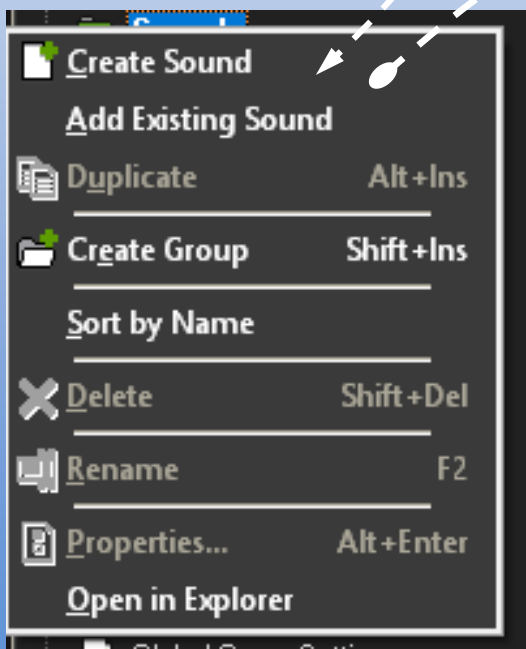 Create Sound
Add Existing Sound
Duplicate Alt+Ins
Create Group Shift+Ins
Sort by Name
Delete Shift+Del
Rename F2
Properties... Alt+Enter
Open in Explorer